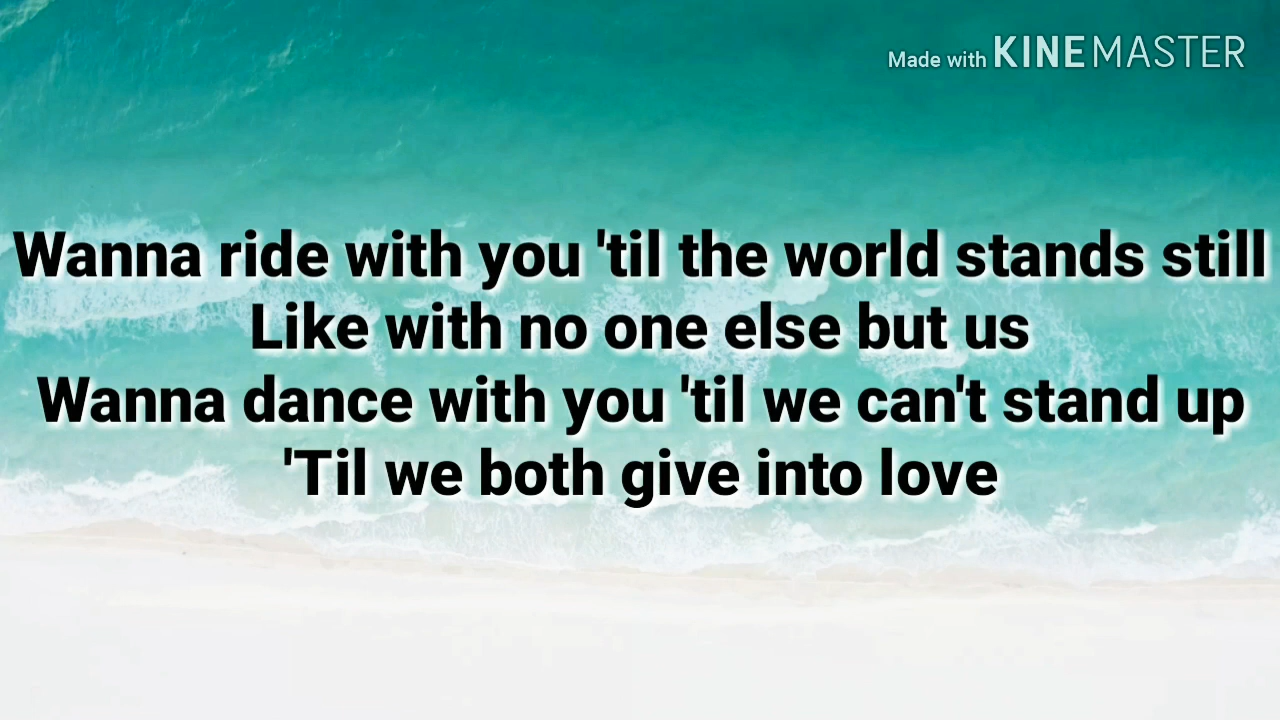 Made with KINEMASTER
Wanna ride with you 'til the world stands still
Like with no one else but us
Wanna dance with you 'til we can't stand up
'Til we both give into love